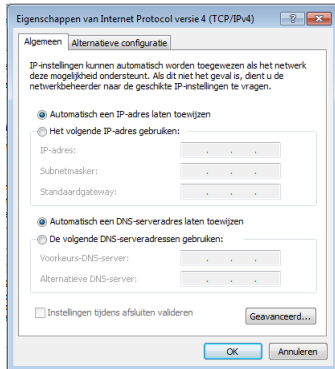 Eigenschappen van Internet Protocol versie 4 (TCP/IPv4)
Algemeen Alternatieve configuratie
IP-instellingen kunnen automatisch worden toegewezen als het netwerk
deze mogelijkheid ondersteunt. Als dit niet het geval is, dient u de
netwerkbeheerder naar de geschikte IP-instellingen te vragen.
Automatisch een IP-adres laten toewijzen
Het volgende IP-adres gebruiken:
IP-adres:
Subnetmasker:
Standaardgateway:
Automatisch een DNS-serveradres laten toewijzen
De volgende DNS-serveradressen gebruiken:
Voorkeurs-DNS-server:
Alternatieve DNS-server:
Instellingen tijdens afsluiten valideren
Geavanceerd...
OK Annuleren